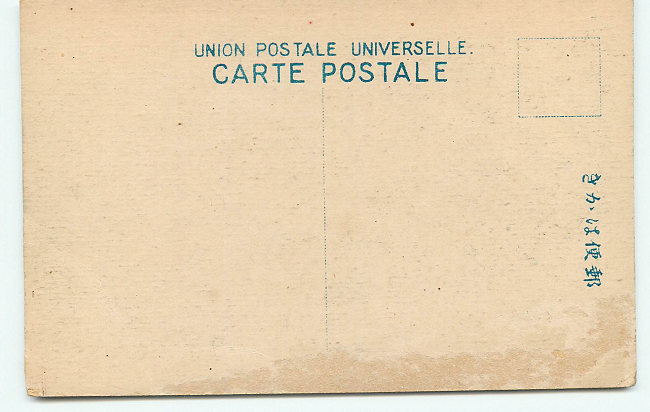 UNION POSTALE UNIVERSELLE.
CARTE POSTALE
郵便はかき